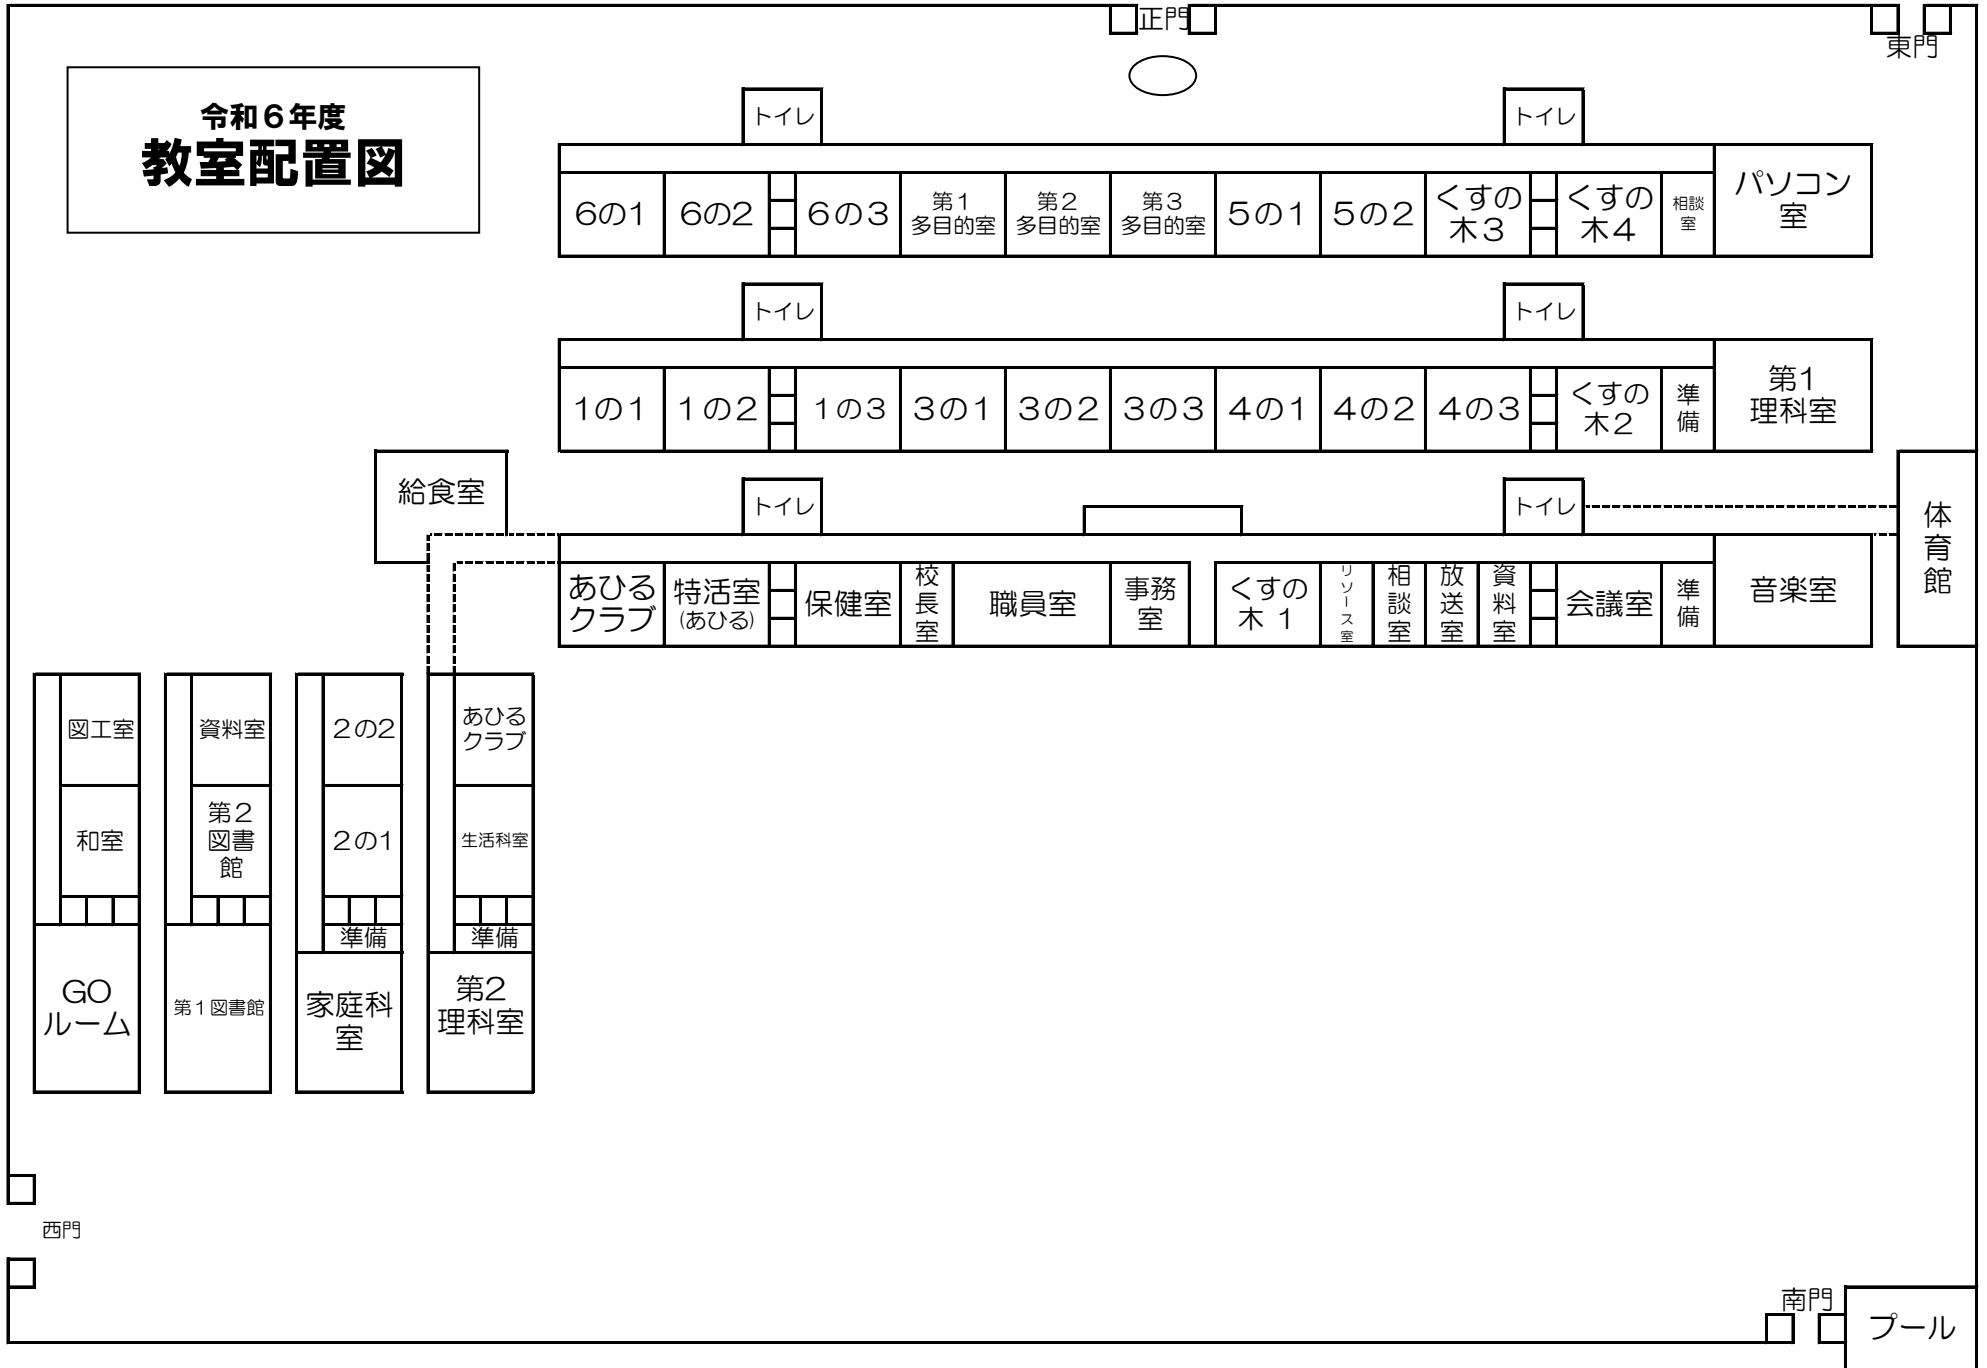 正門
東門
令和６年度
教室配置図
トイレ
トイレ
6の1
6の2
６の３
第１
多目的室
第２
多目的室
第３
多目的室
5の1
5の2
くすの
木３
くすの
木４
相談
室
パソコン
室
トイレ
トイレ
1の1
1の2
１の３
3の1
3の2
3の3
4の1
4の2
４の３
くすの
木２
準
備
第１
理科室
給食室
トイレ
トイレ
体
育
館
あひる
クラブ
特活室
(あひる)
保健室
校
長
室
職員室
事務
室
くすの
木 １
リ
ソ
ー
ス
室
相
談
室
放
送
室
資
料
室
会議室
準
備
音楽室
図工室
資料室
２の2
あひる
クラブ
和室
第２
図書
館
２の1
生活科室
準備
準備
GO
ルーム
第１図書館
家庭科
室
第2
理科室
西門
南門
プール